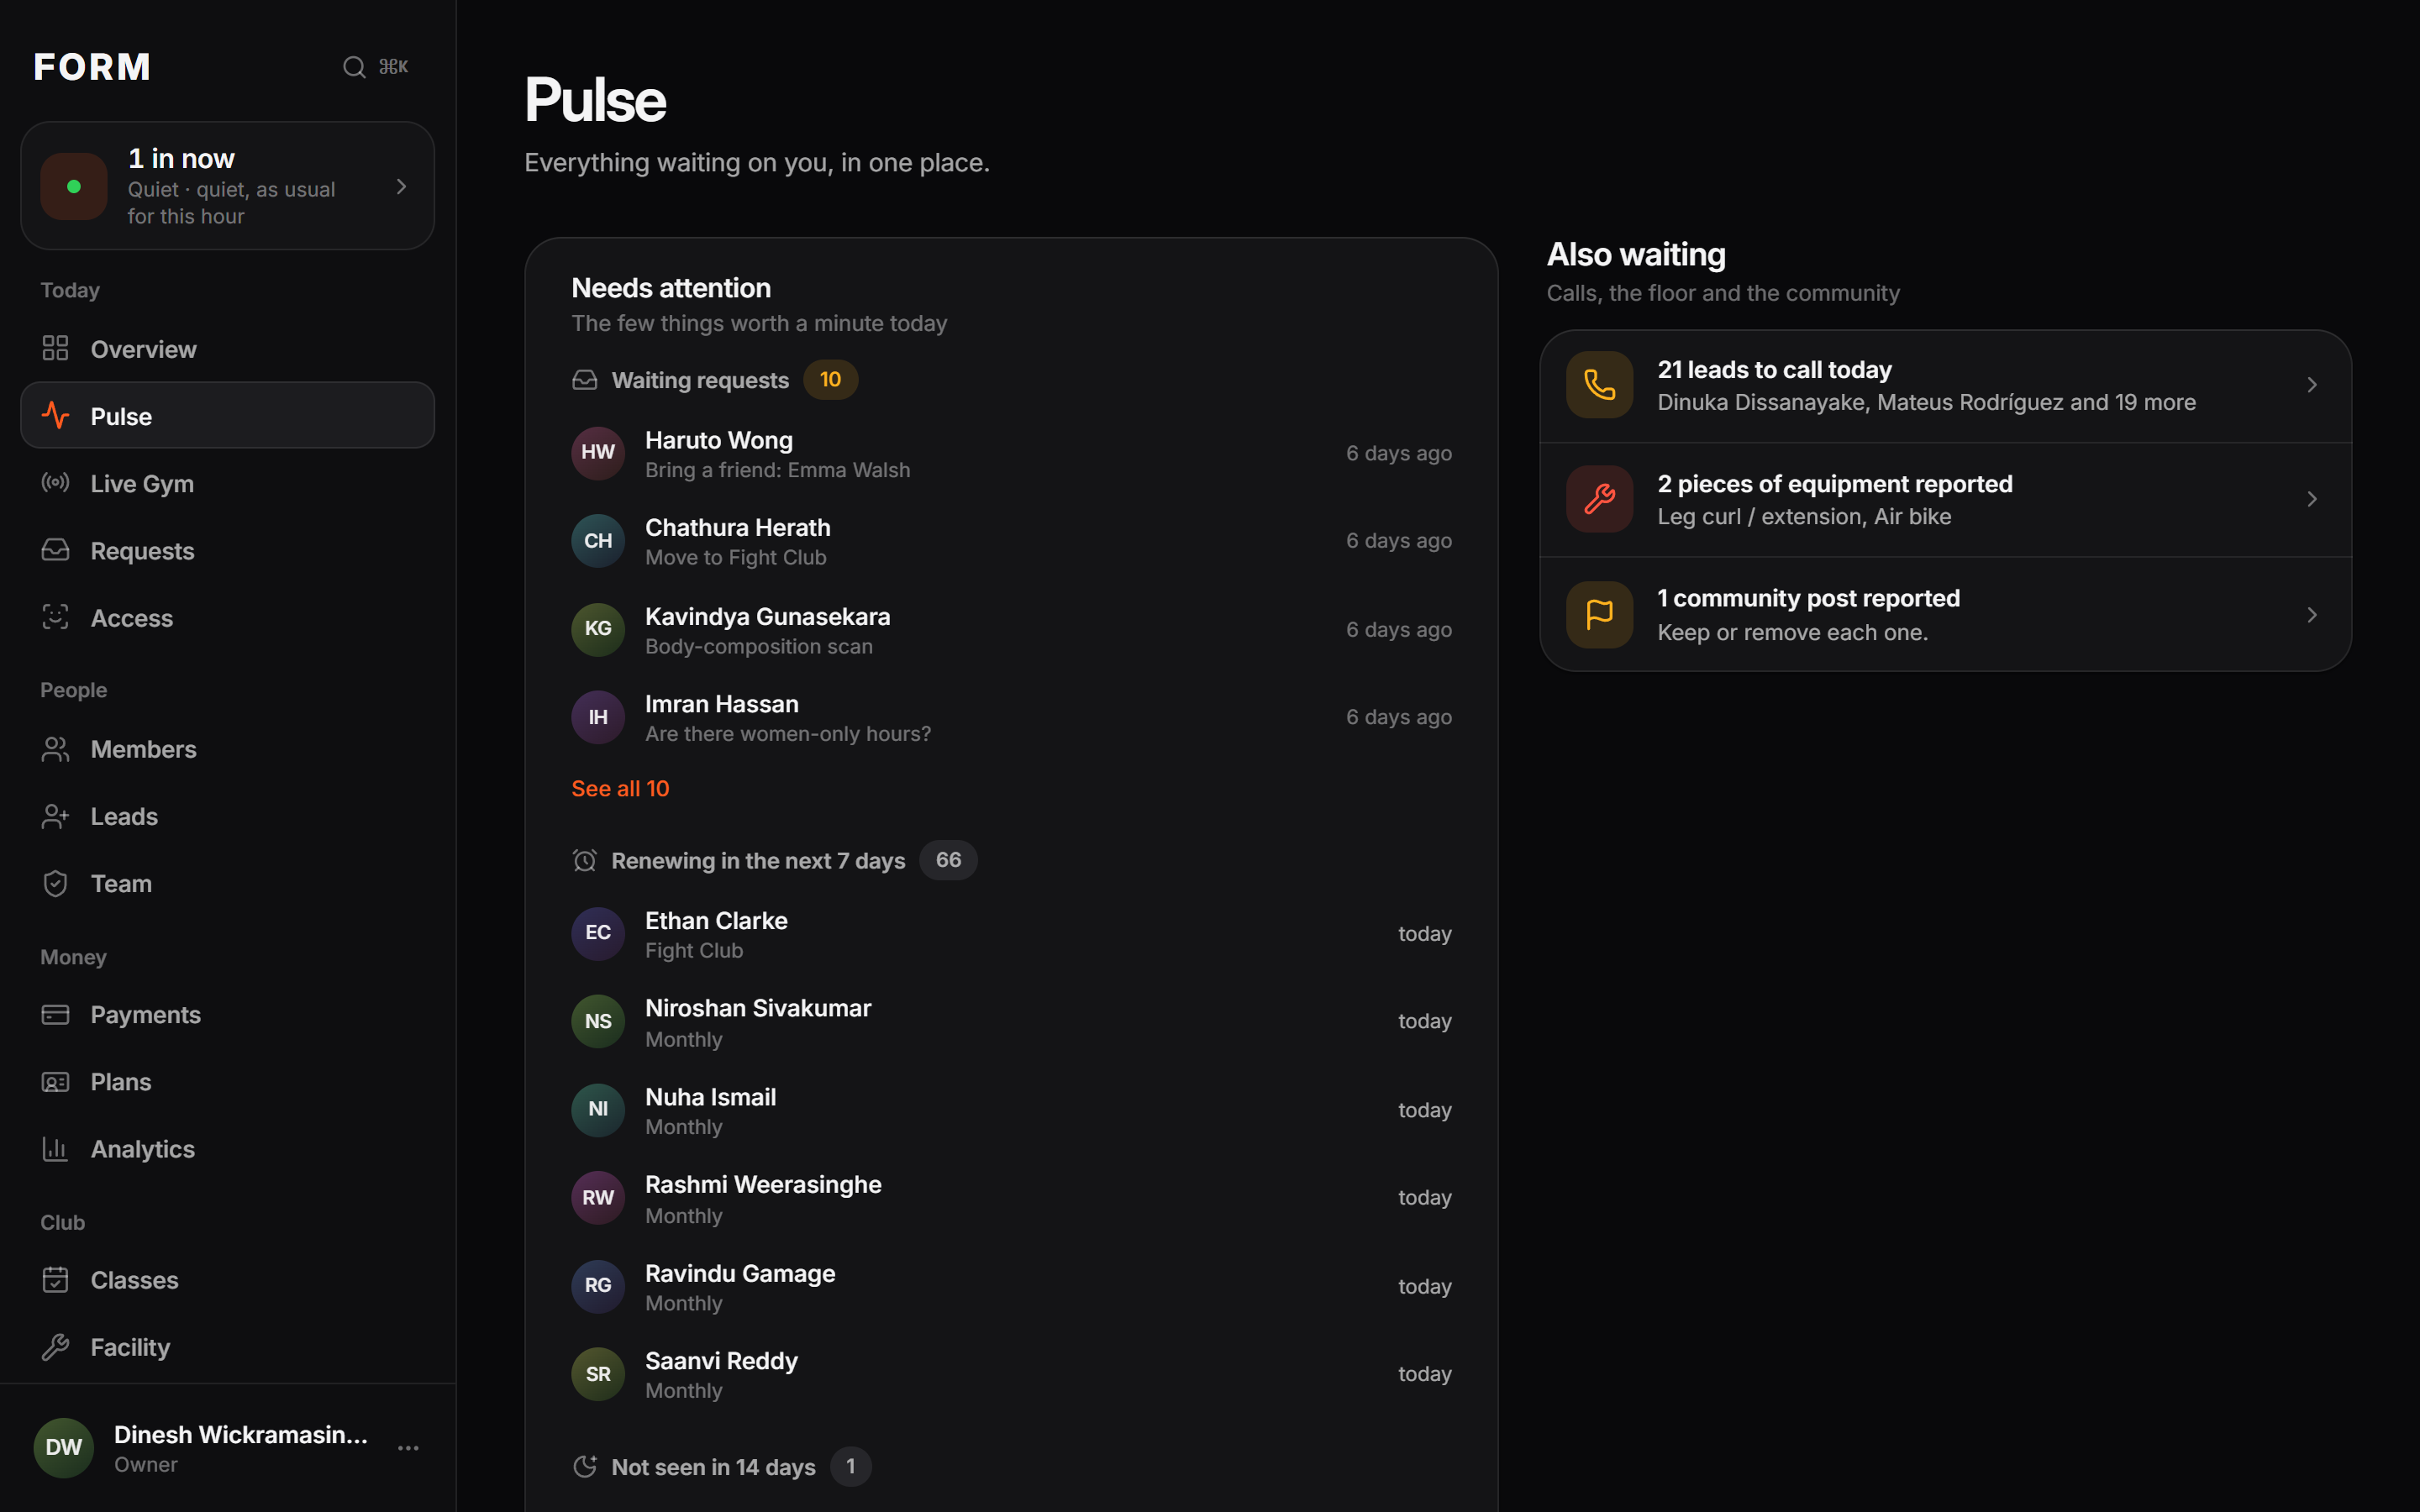 FORM
⌘K
1 in now
Quiet · quiet, as usual
for this hour
Today
Overview
Pulse
Live Gym
Requests
Access
People
Members
Leads
Team
Money
Payments
Plans
Analytics
Club
Classes
Facility
DW
Dinesh Wickramasin...
Owner
Pulse
Everything waiting on you, in one place.
Needs attention
The few things worth a minute today
Waiting requests 10
HW
Haruto Wong
Bring a friend: Emma Walsh
6 days ago
CH
Chathura Herath
Move to Fight Club
6 days ago
KG
Kavindya Gunasekara
Body-composition scan
6 days ago
IH
Imran Hassan
Are there women-only hours?
6 days ago
See all 10
Renewing in the next 7 days 66
EC
Ethan Clarke
Fight Club
today
NS
Niroshan Sivakumar
Monthly
today
NI
Nuha Ismail
Monthly
today
RW
Rashmi Weerasinghe
Monthly
today
RG
Ravindu Gamage
Monthly
today
SR
Saanvi Reddy
Monthly
today
Not seen in 14 days 1
Also waiting
Calls, the floor and the community
21 leads to call today
Dinuka Dissanayake, Mateus Rodríguez and 19 more
2 pieces of equipment reported
Leg curl / extension, Air bike
1 community post reported
Keep or remove each one.